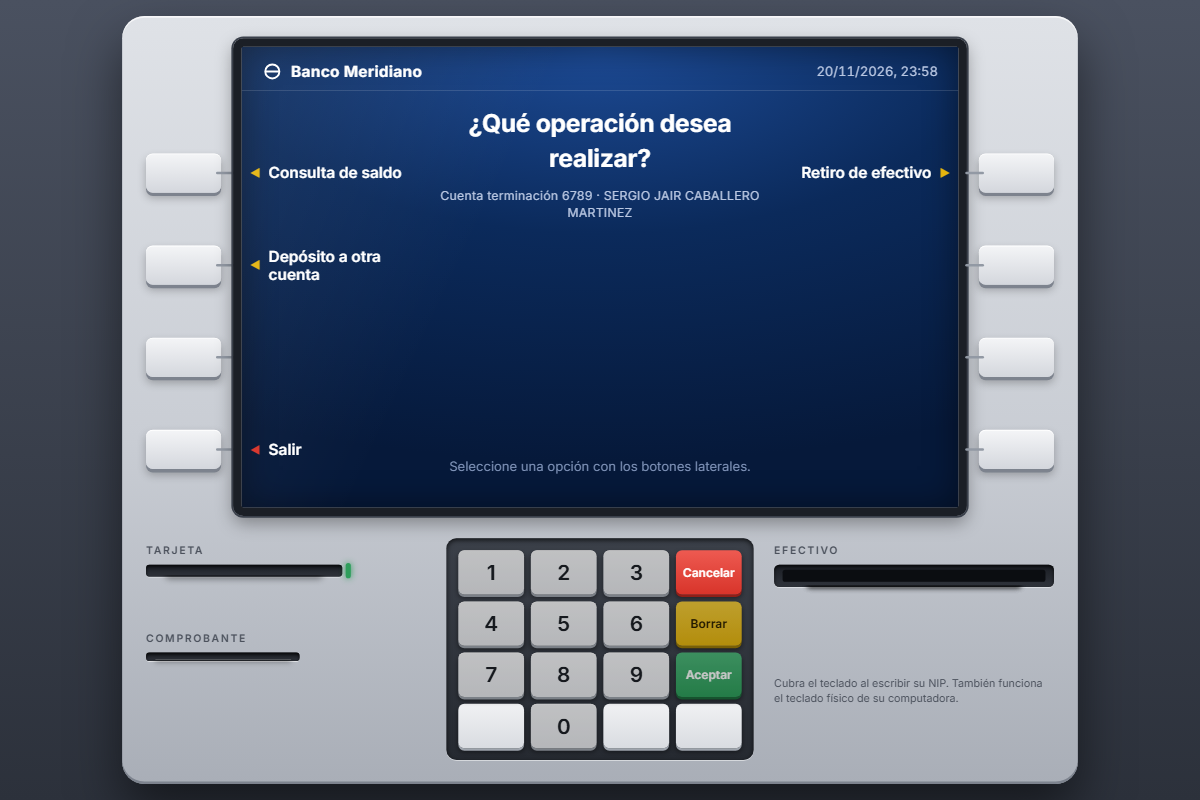 Banco Meridiano
20/11/2026, 23:58
¿Qué operación desea
realizar?
Consulta de saldo
Retiro de efectivo
Cuenta terminación 6789 · SERGIO JAIR CABALLERO
MARTINEZ
Depósito a otra
cuenta
Salir
Seleccione una opción con los botones laterales.
TARJETA
COMPROBANTE
1 2 3 Cancelar
4 5 6 Borrar
7 8 9 Aceptar
0
EFECTIVO
Cubra el teclado al escribir su NIP. También funciona
el teclado físico de su computadora.